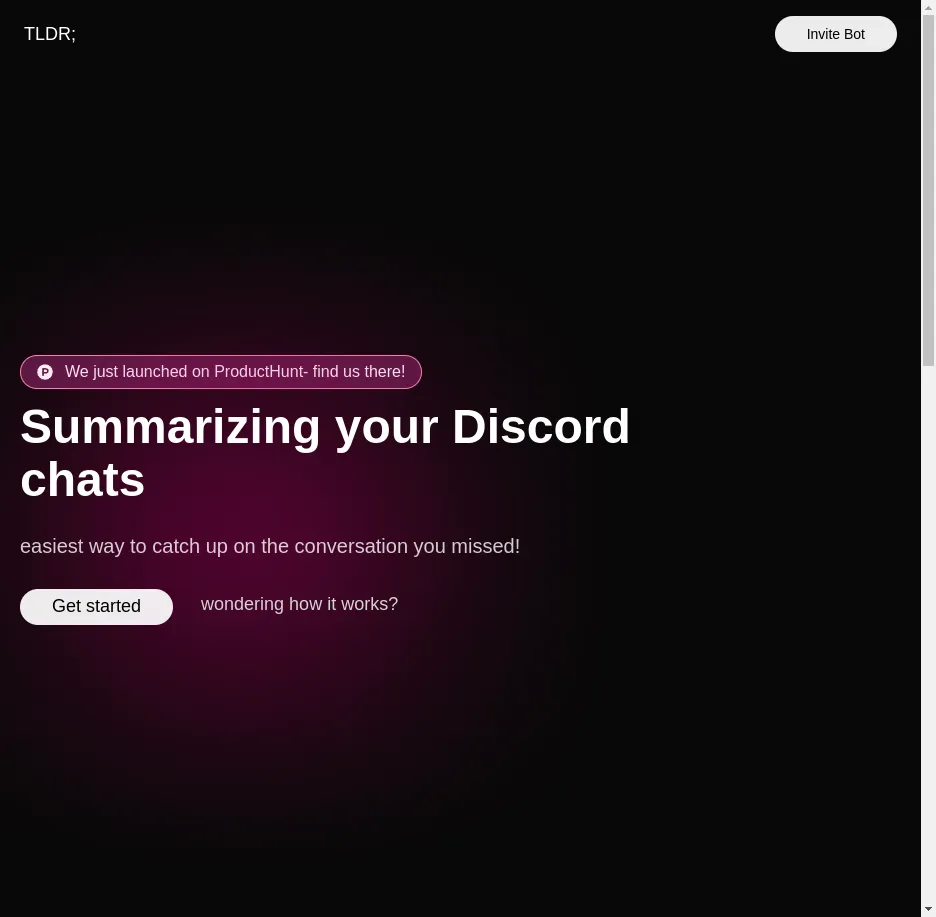 TLDR;
Invite Bot
P
We just launched on ProductHunt- find us there!
Summarizing your Discord
chats
easiest way to catch up on the conversation you missed!
Get started
wondering how it works?